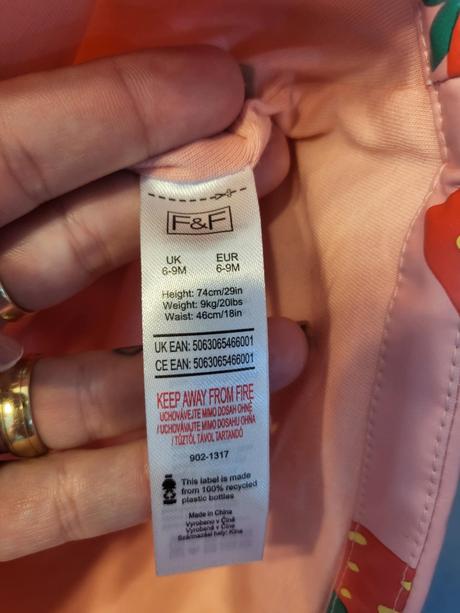 F&F
UK EUR
6-9M 6-9M
Height: 74cm/29in
Weight: 9kg/20lbs
Waist: 46cm/18in
UK EAN: 5063065466001
CE EAN: 5063065466001
KEEP AWAY FROM FIRE
UCHOVÁVEJTE MIMO DOSAH OHNĚ
/ UCHOVÁVAJTE MIMO DOSAHU OHŇA
/ TŰZTŐL TÁVOL TARTANDÓ
902-1317
This label is made
from 100% recycled
plastic bottles
Made in China
Vyrobeno v Číně
Vyrobené v Číne
Származási hely: Kína